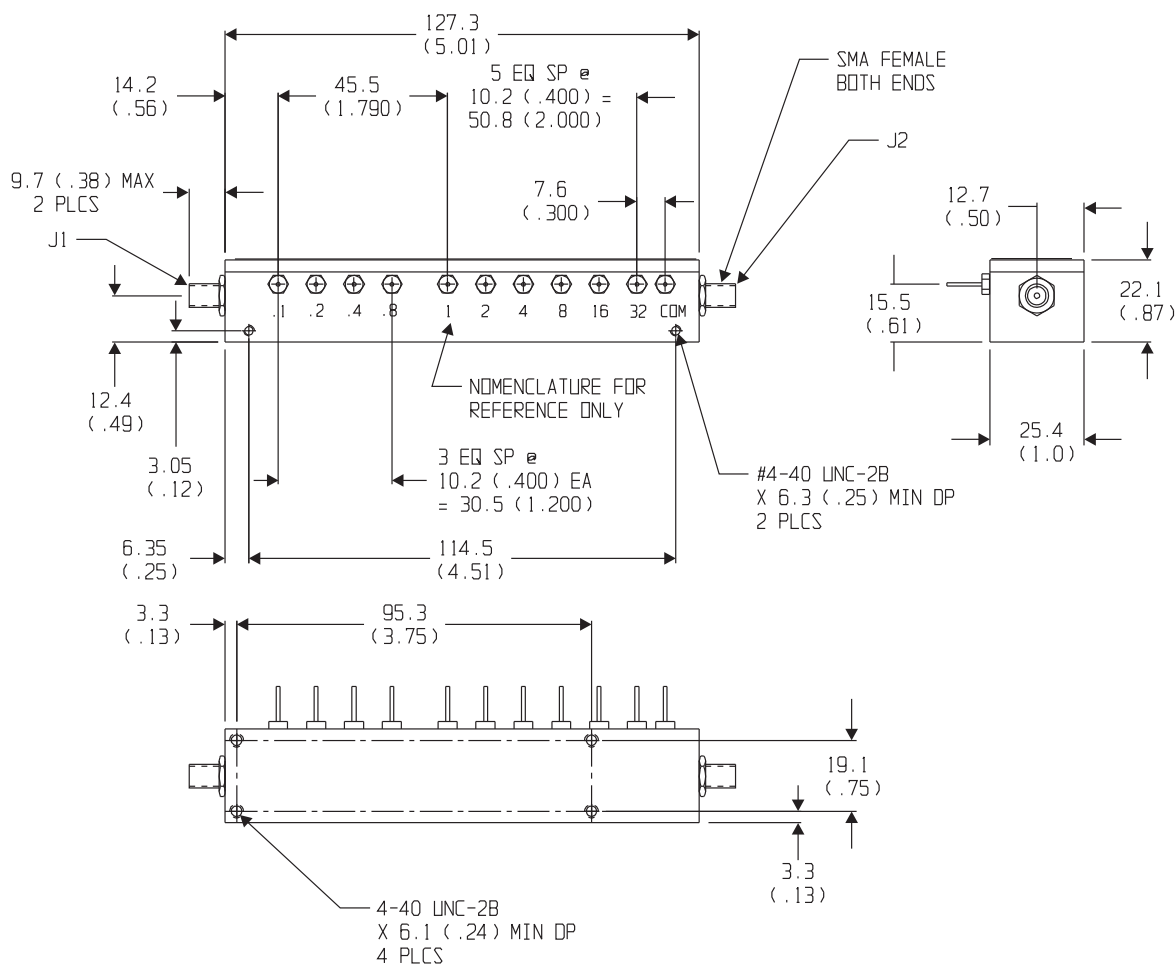 127.3
(5.01)
14.2
(.56)
45.5
(1.790)
5 EQ SP @
10.2 (.400) =
50.8 (2.000)
SMA FEMALE
BOTH ENDS
J2
9.7 (.38) MAX
2 PLCS
J1
7.6
(.300)
12.7
(.50)
.1 .2 .4 .8 1 2 4 8 16 32 COM
15.5
(.61)
22.1
(.87)
12.4
(.49)
NOMENCLATURE FOR
REFERENCE ONLY
25.4
(1.0)
3.05
(.12)
3 EQ SP @
10.2 (.400) EA
= 30.5 (1.200)
#4-40 UNC-2B
X 6.3 (.25) MIN DP
2 PLCS
6.35
(.25)
114.5
(4.51)
3.3
(.13)
95.3
(3.75)
19.1
(.75)
3.3
(.13)
4-40 UNC-2B
X 6.1 (.24) MIN DP
4 PLCS